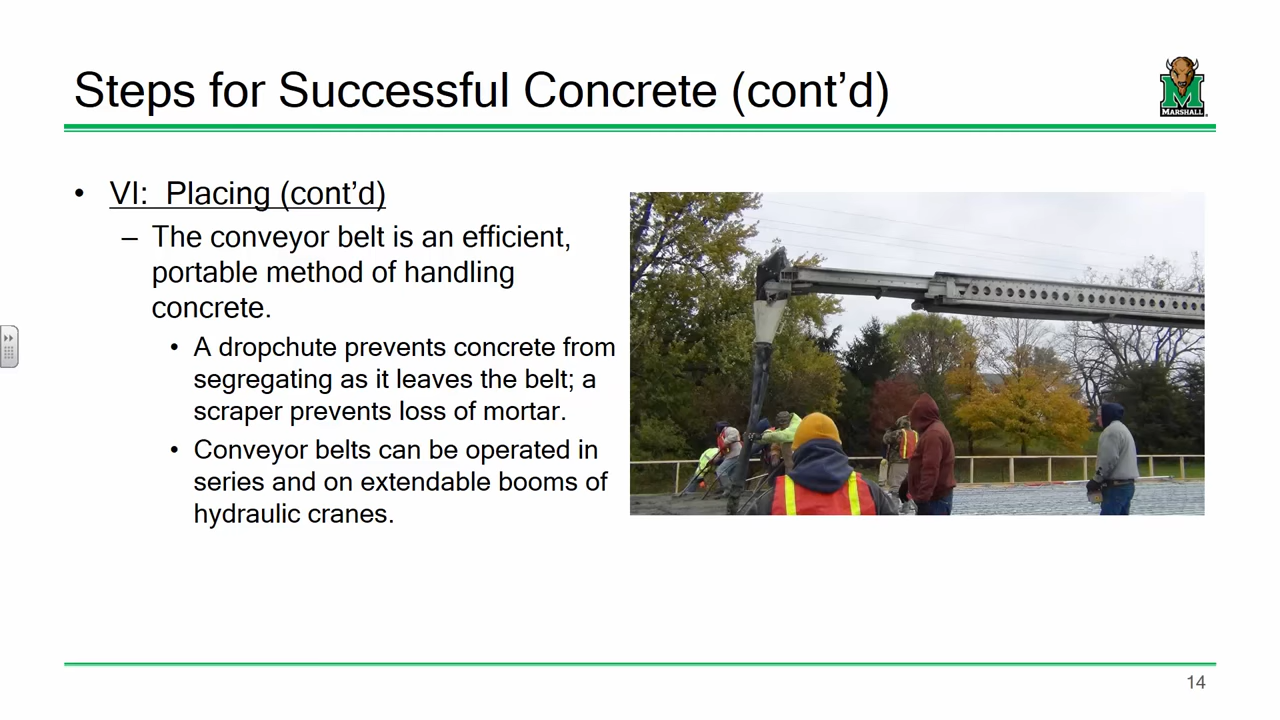 Steps for Successful Concrete (cont’d)
MARSHALL
• VI:  Placing (cont’d)
– The conveyor belt is an efficient,
portable method of handling
concrete.
• A dropchute prevents concrete from
segregating as it leaves the belt; a
scraper prevents loss of mortar.
• Conveyor belts can be operated in
series and on extendable booms of
hydraulic cranes.
14